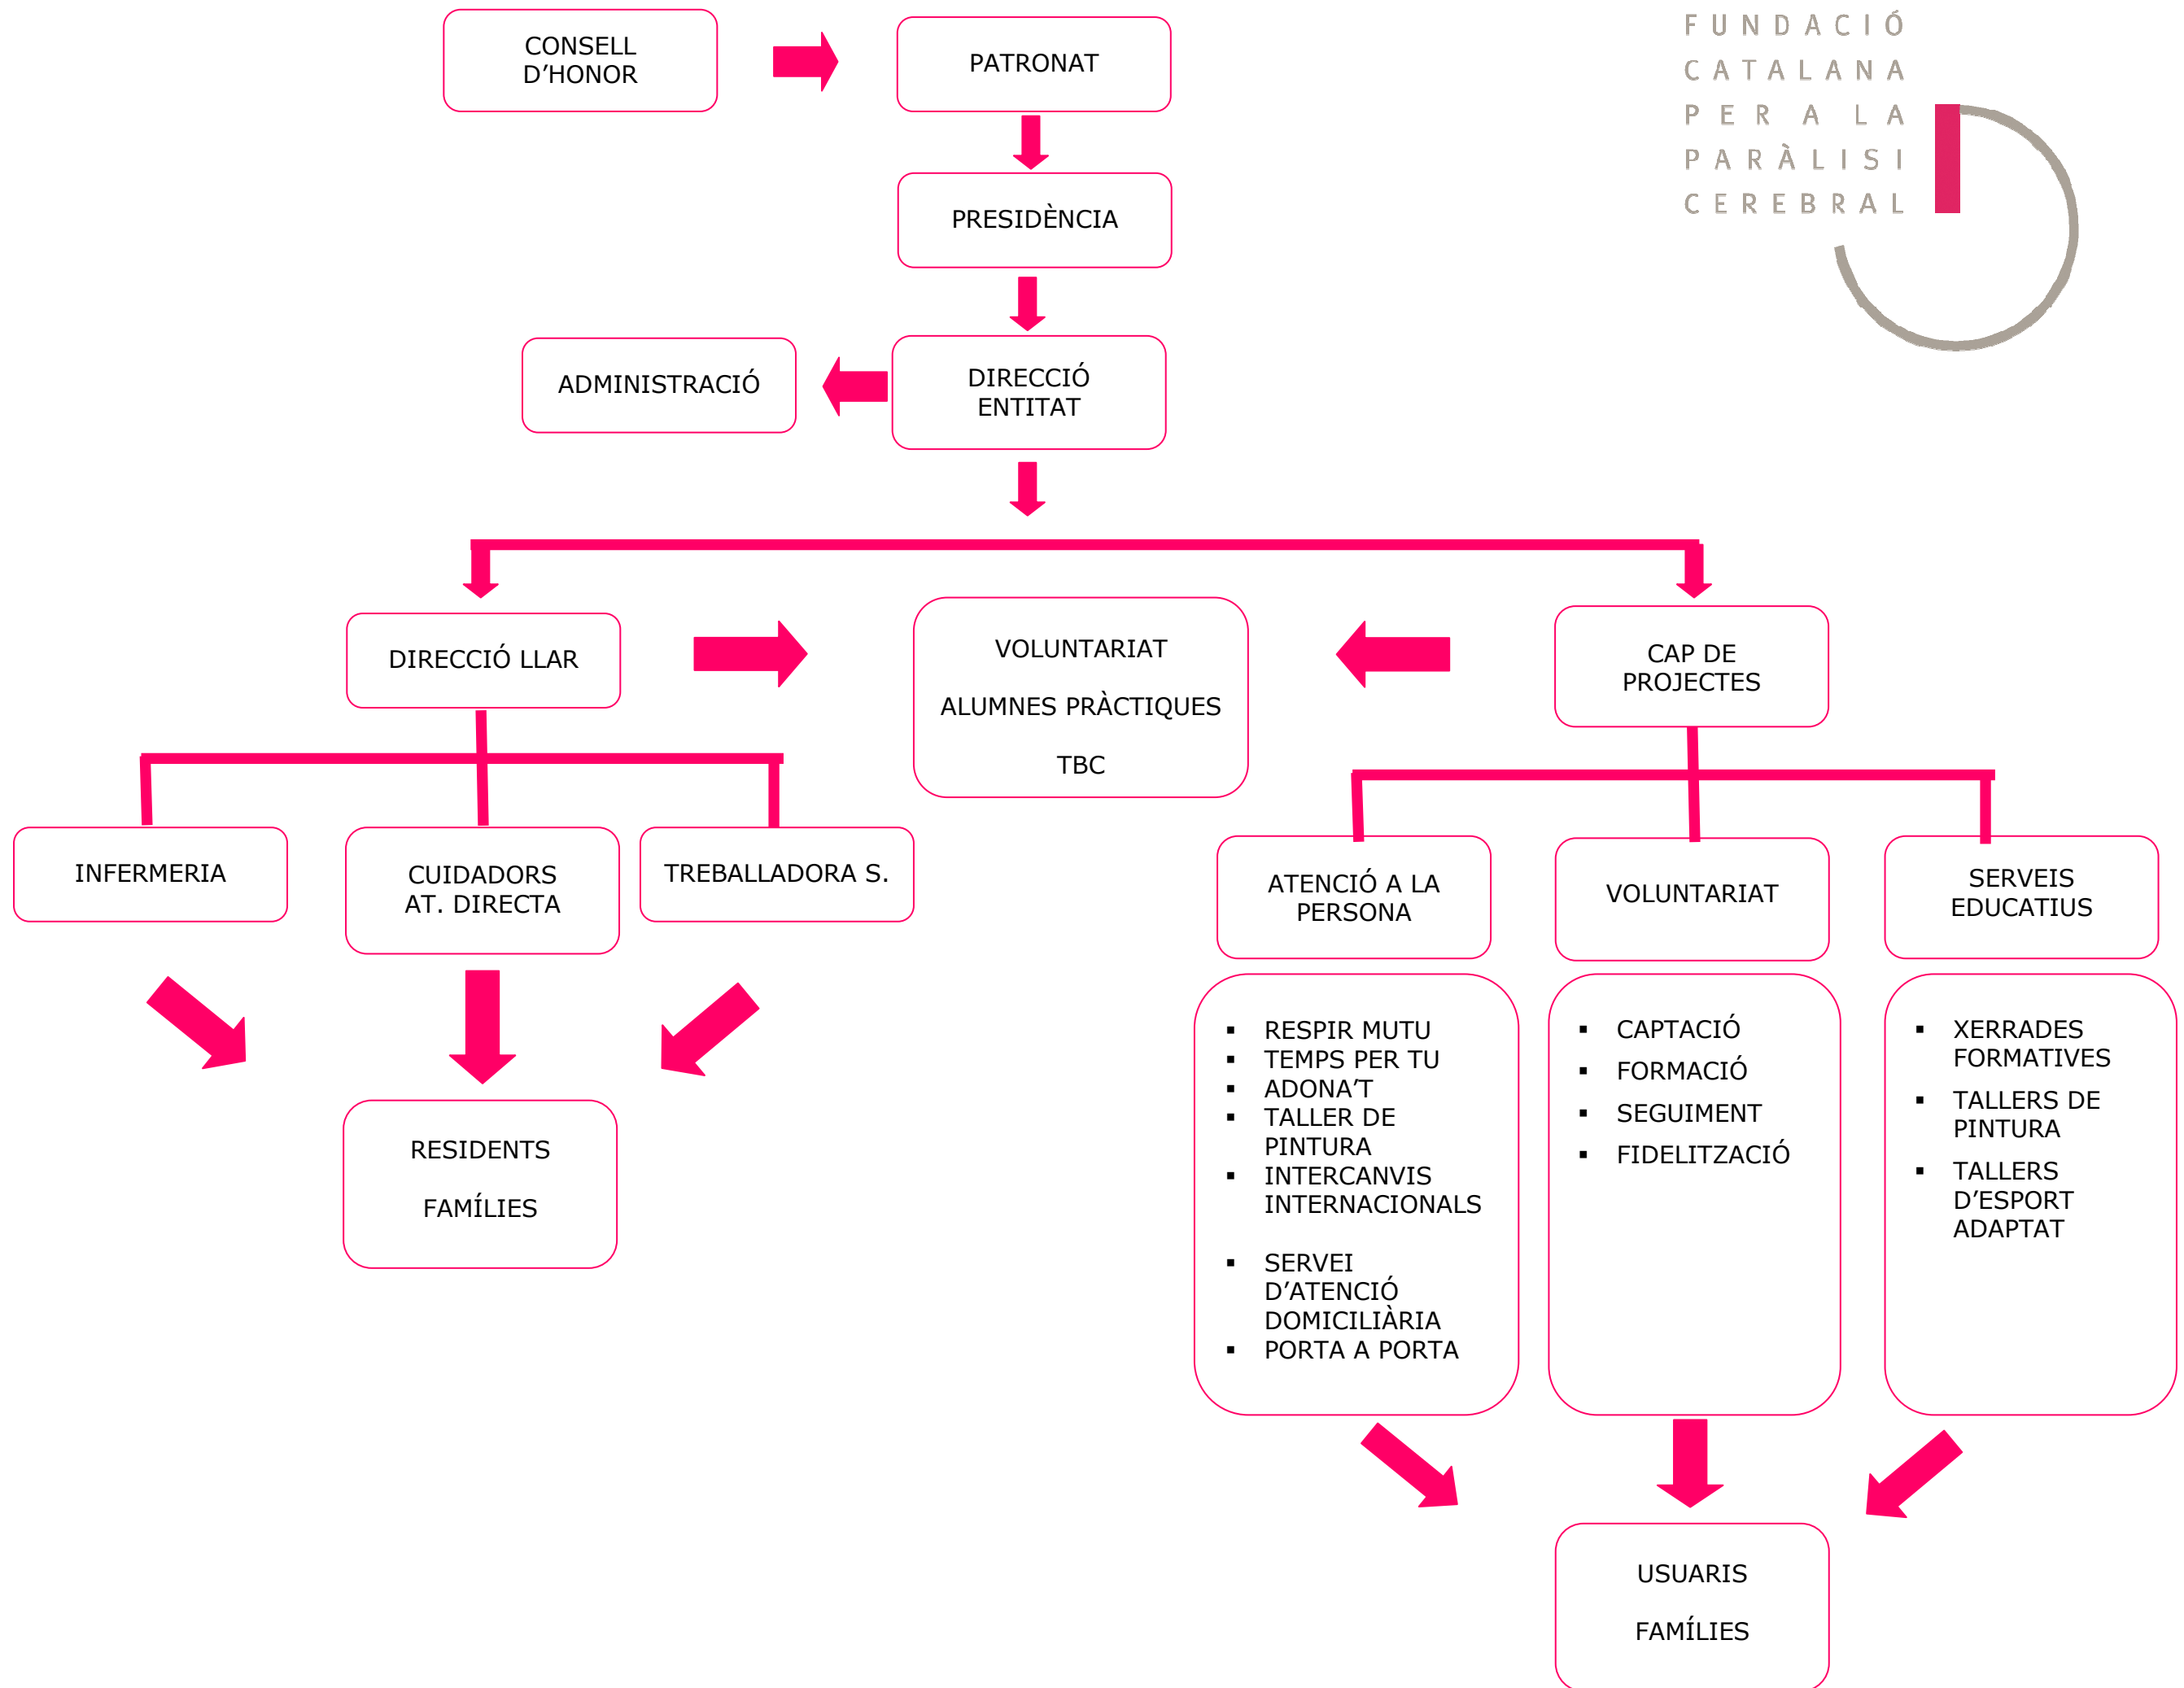 FUNDACIÓ
CATALANA
PER A LA
PARÀLISI
CEREBRAL
CONSELL
D’HONOR
PATRONAT
PRESIDÈNCIA
ADMINISTRACIÓ
DIRECCIÓ
ENTITAT
DIRECCIÓ LLAR
VOLUNTARIAT
ALUMNES PRÀCTIQUES
TBC
CAP DE
PROJECTES
INFERMERIA
CUIDADORS
AT. DIRECTA
TREBALLADORA S.
ATENCIÓ A LA
PERSONA
VOLUNTARIAT
SERVEIS
EDUCATIUS
RESIDENTS
FAMÍLIES
▪ RESPIR MUTU
▪ TEMPS PER TU
▪ ADONA’T
▪ TALLER DE
PINTURA
▪ INTERCANVIS
INTERNACIONALS
▪ SERVEI
D’ATENCIÓ
DOMICILIÀRIA
▪ PORTA A PORTA
▪ CAPTACIÓ
▪ FORMACIÓ
▪ SEGUIMENT
▪ FIDELITZACIÓ
▪ XERRADES
FORMATIVES
▪ TALLERS DE
PINTURA
▪ TALLERS
D’ESPORT
ADAPTAT
USUARIS
FAMÍLIES